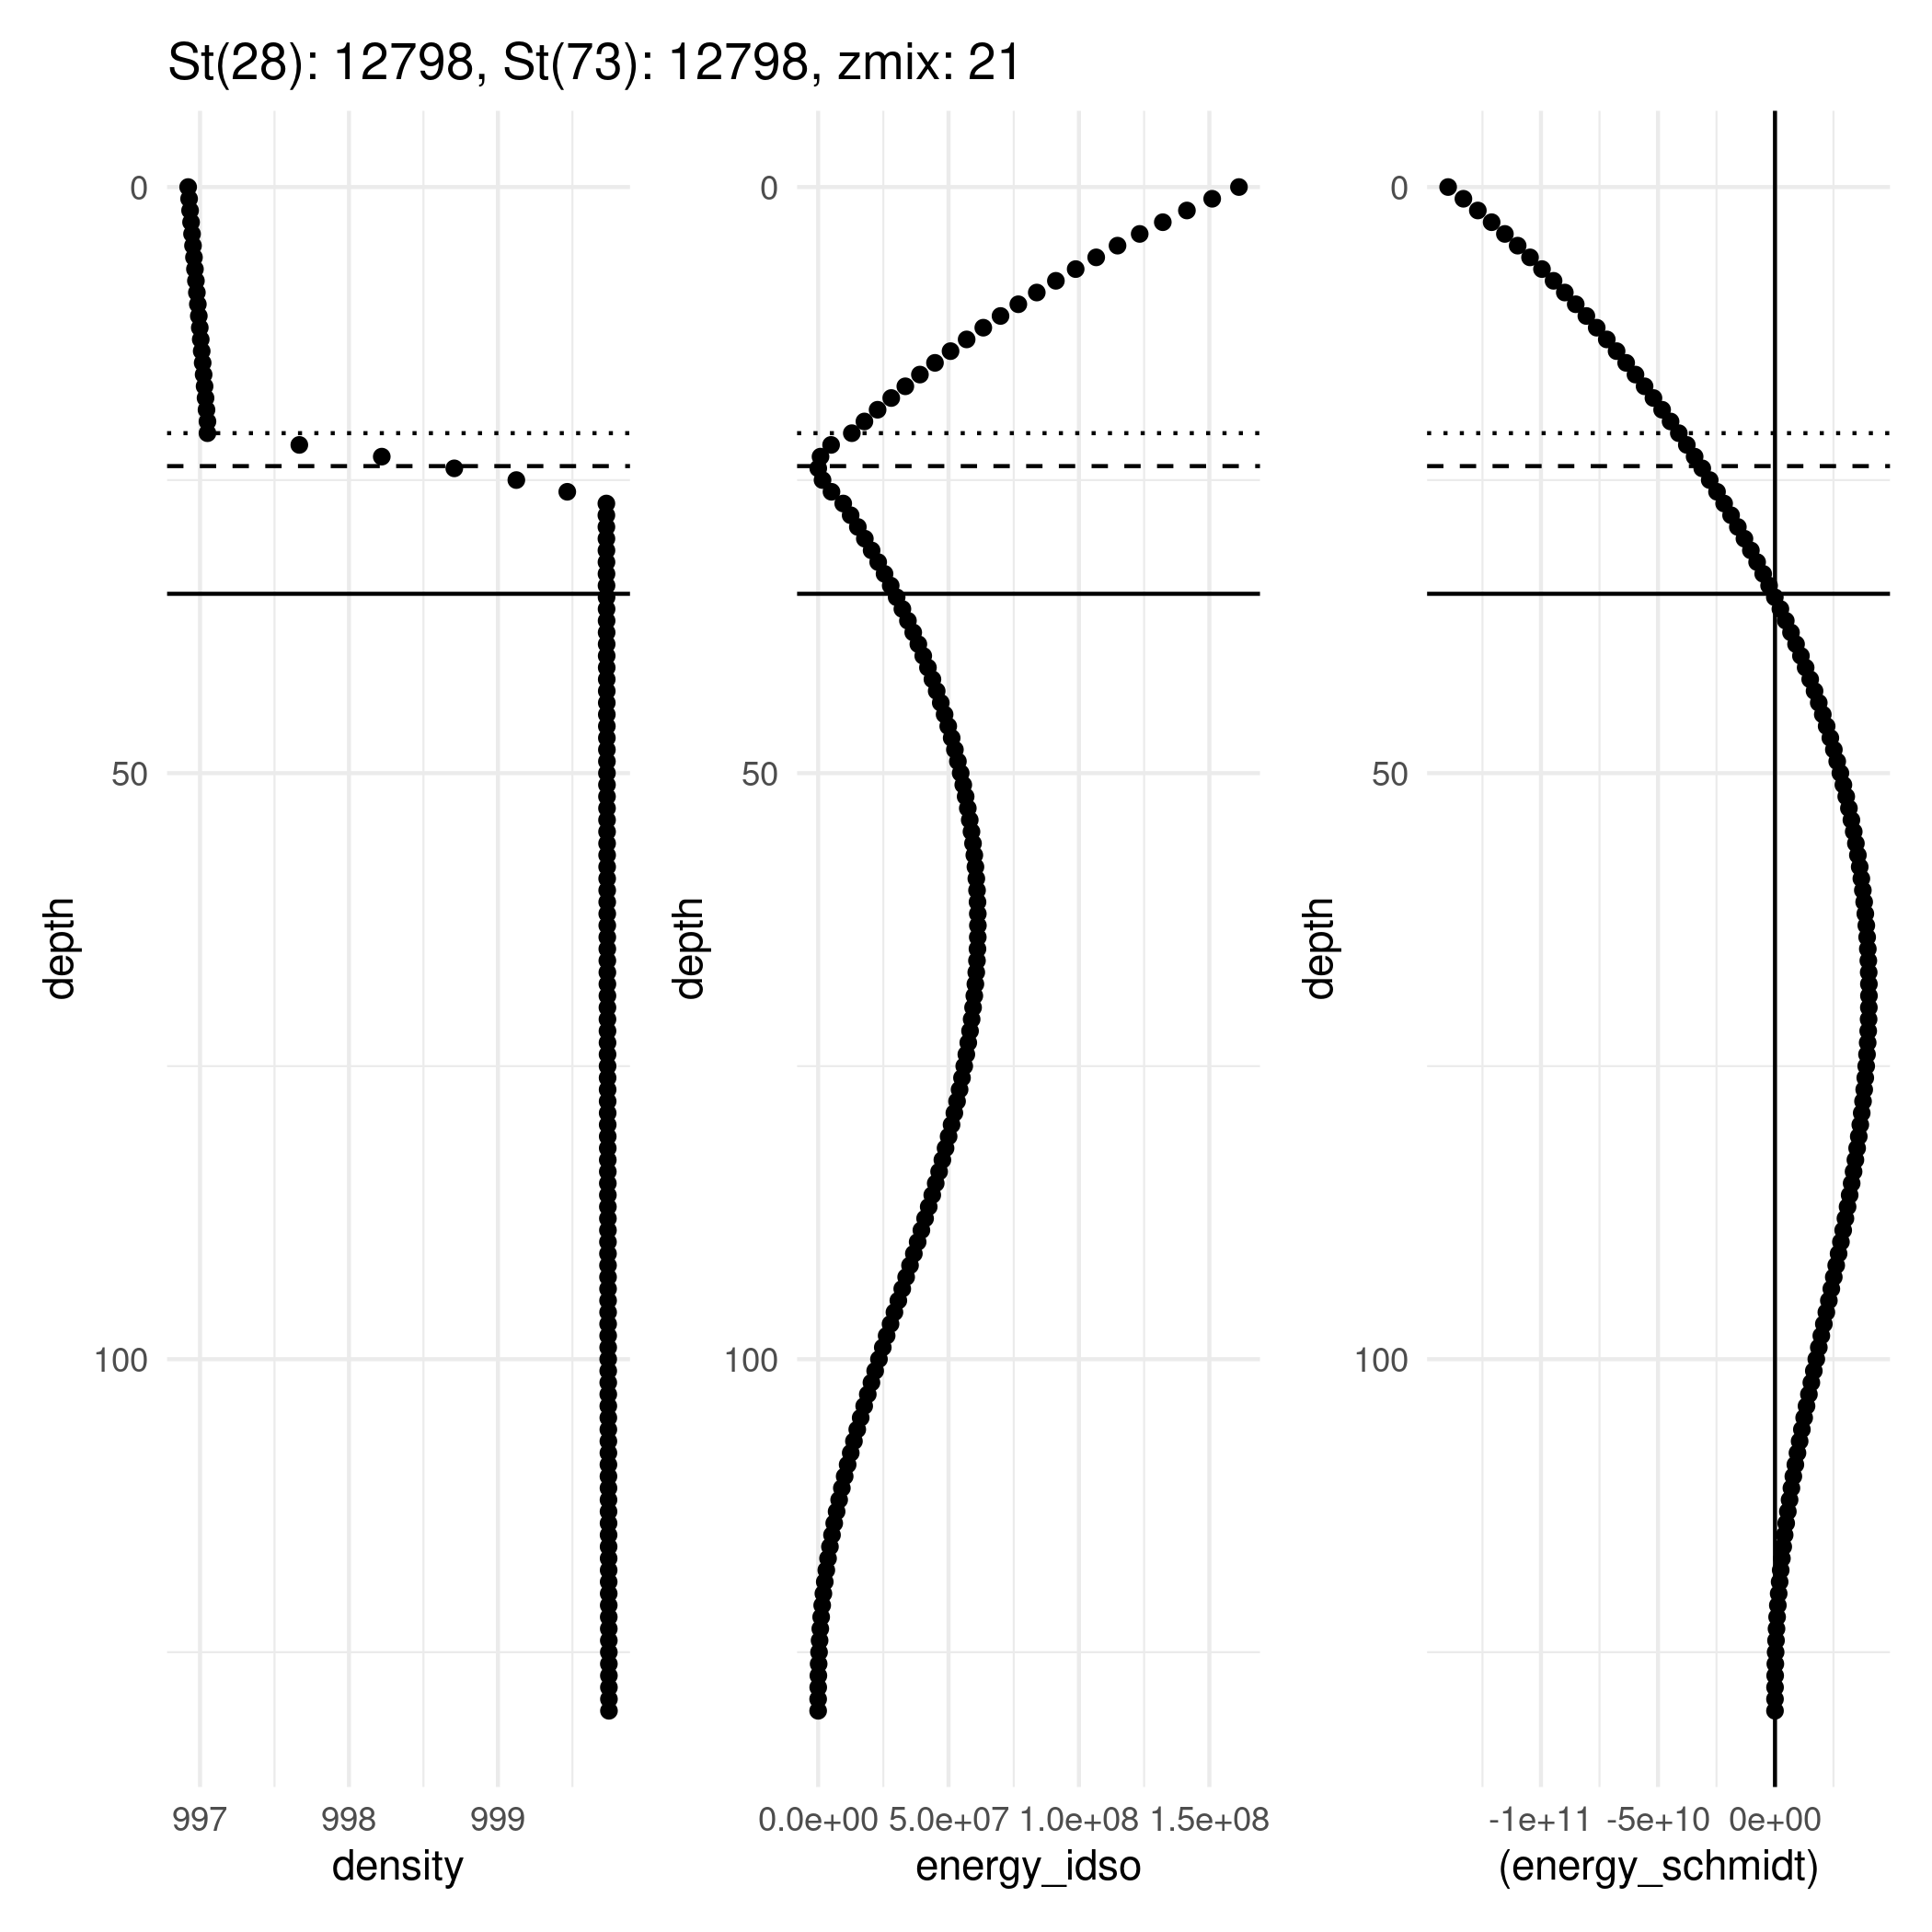 St(28): 12798, St(73): 12798, zmix: 21
0
50
100
depth
997 998 999
density
0
50
100
depth
0.0e+00 5.0e+07 1.0e+08 1.5e+08
energy_idso
0
50
100
depth
-1e+11 -5e+10 0e+00
(energy_schmidt)